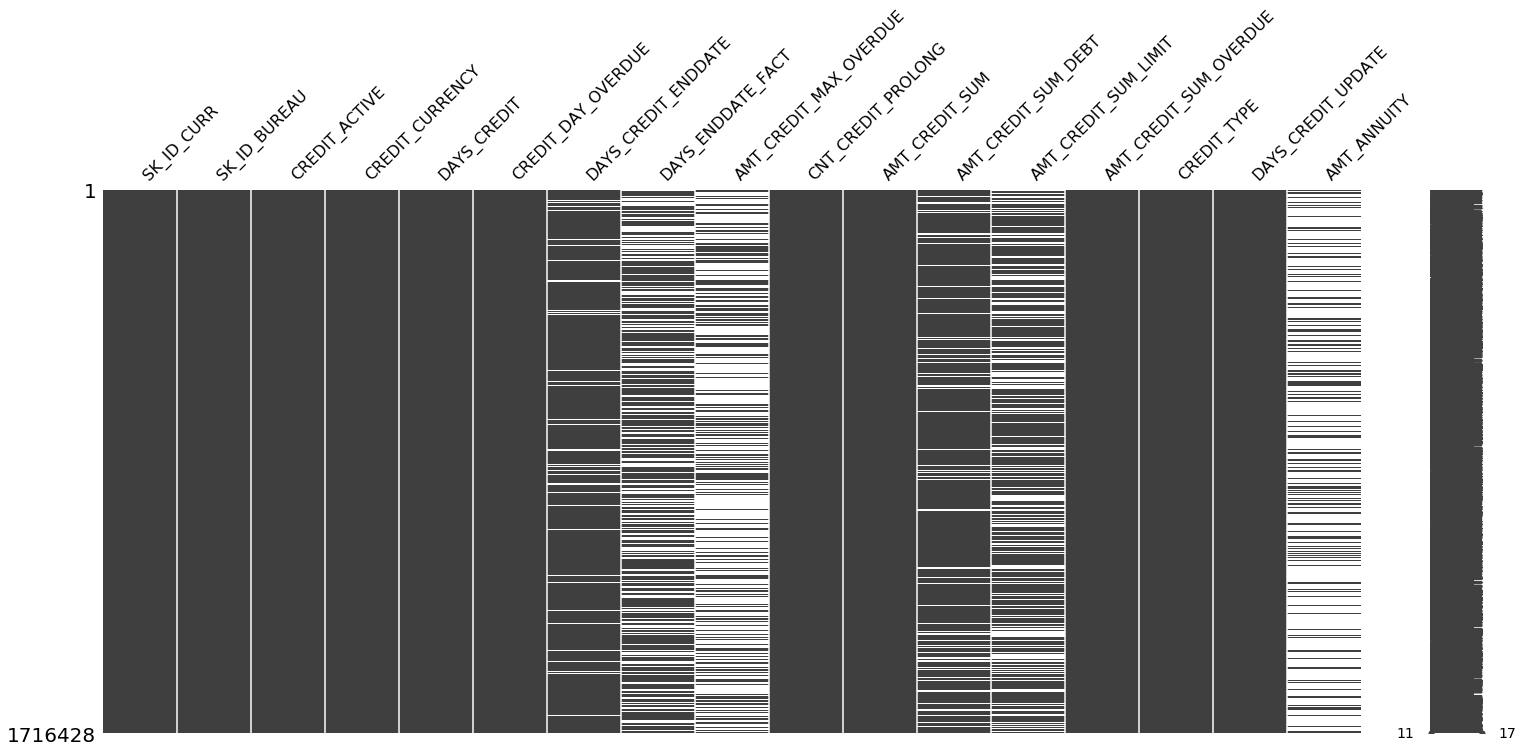 SK_ID_CURR
SK_ID_BUREAU
CREDIT_ACTIVE
CREDIT_CURRENCY
DAYS_CREDIT
CREDIT_DAY_OVERDUE
DAYS_CREDIT_ENDDATE
DAYS_ENDDATE_FACT
AMT_CREDIT_MAX_OVERDUE
CNT_CREDIT_PROLONG
AMT_CREDIT_SUM
AMT_CREDIT_SUM_DEBT
AMT_CREDIT_SUM_LIMIT
AMT_CREDIT_SUM_OVERDUE
CREDIT_TYPE
DAYS_CREDIT_UPDATE
AMT_ANNUITY
1
1716428
11
17